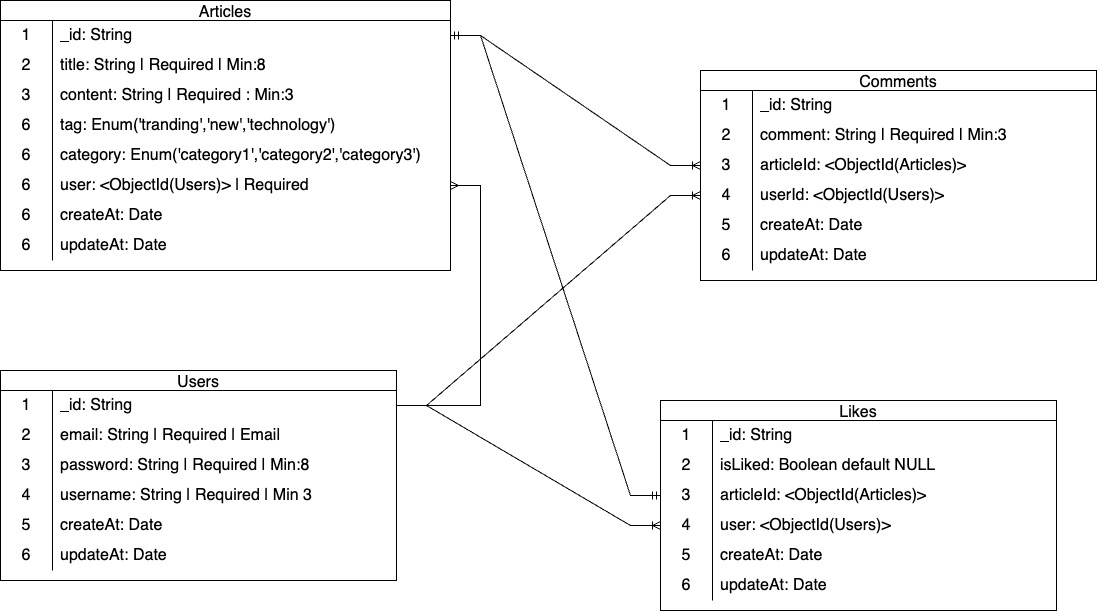 Articles
1 _id: String
2 title: String | Required | Min:8
3 content: String | Required : Min:3
6 tag: Enum('tranding','new','technology')
6 category: Enum('category1','category2','category3')
6 user: <ObjectId(Users)> | Required
6 createAt: Date
6 updateAt: Date
Comments
1 _id: String
2 comment: String | Required | Min:3
3 articleId: <ObjectId(Articles)>
4 userId: <ObjectId(Users)>
5 createAt: Date
6 updateAt: Date
Users
1 _id: String
2 email: String | Required | Email
3 password: String | Required | Min:8
4 username: String | Required | Min 3
5 createAt: Date
6 updateAt: Date
Likes
1 _id: String
2 isLiked: Boolean default NULL
3 articleId: <ObjectId(Articles)>
4 user: <ObjectId(Users)>
5 createAt: Date
6 updateAt: Date